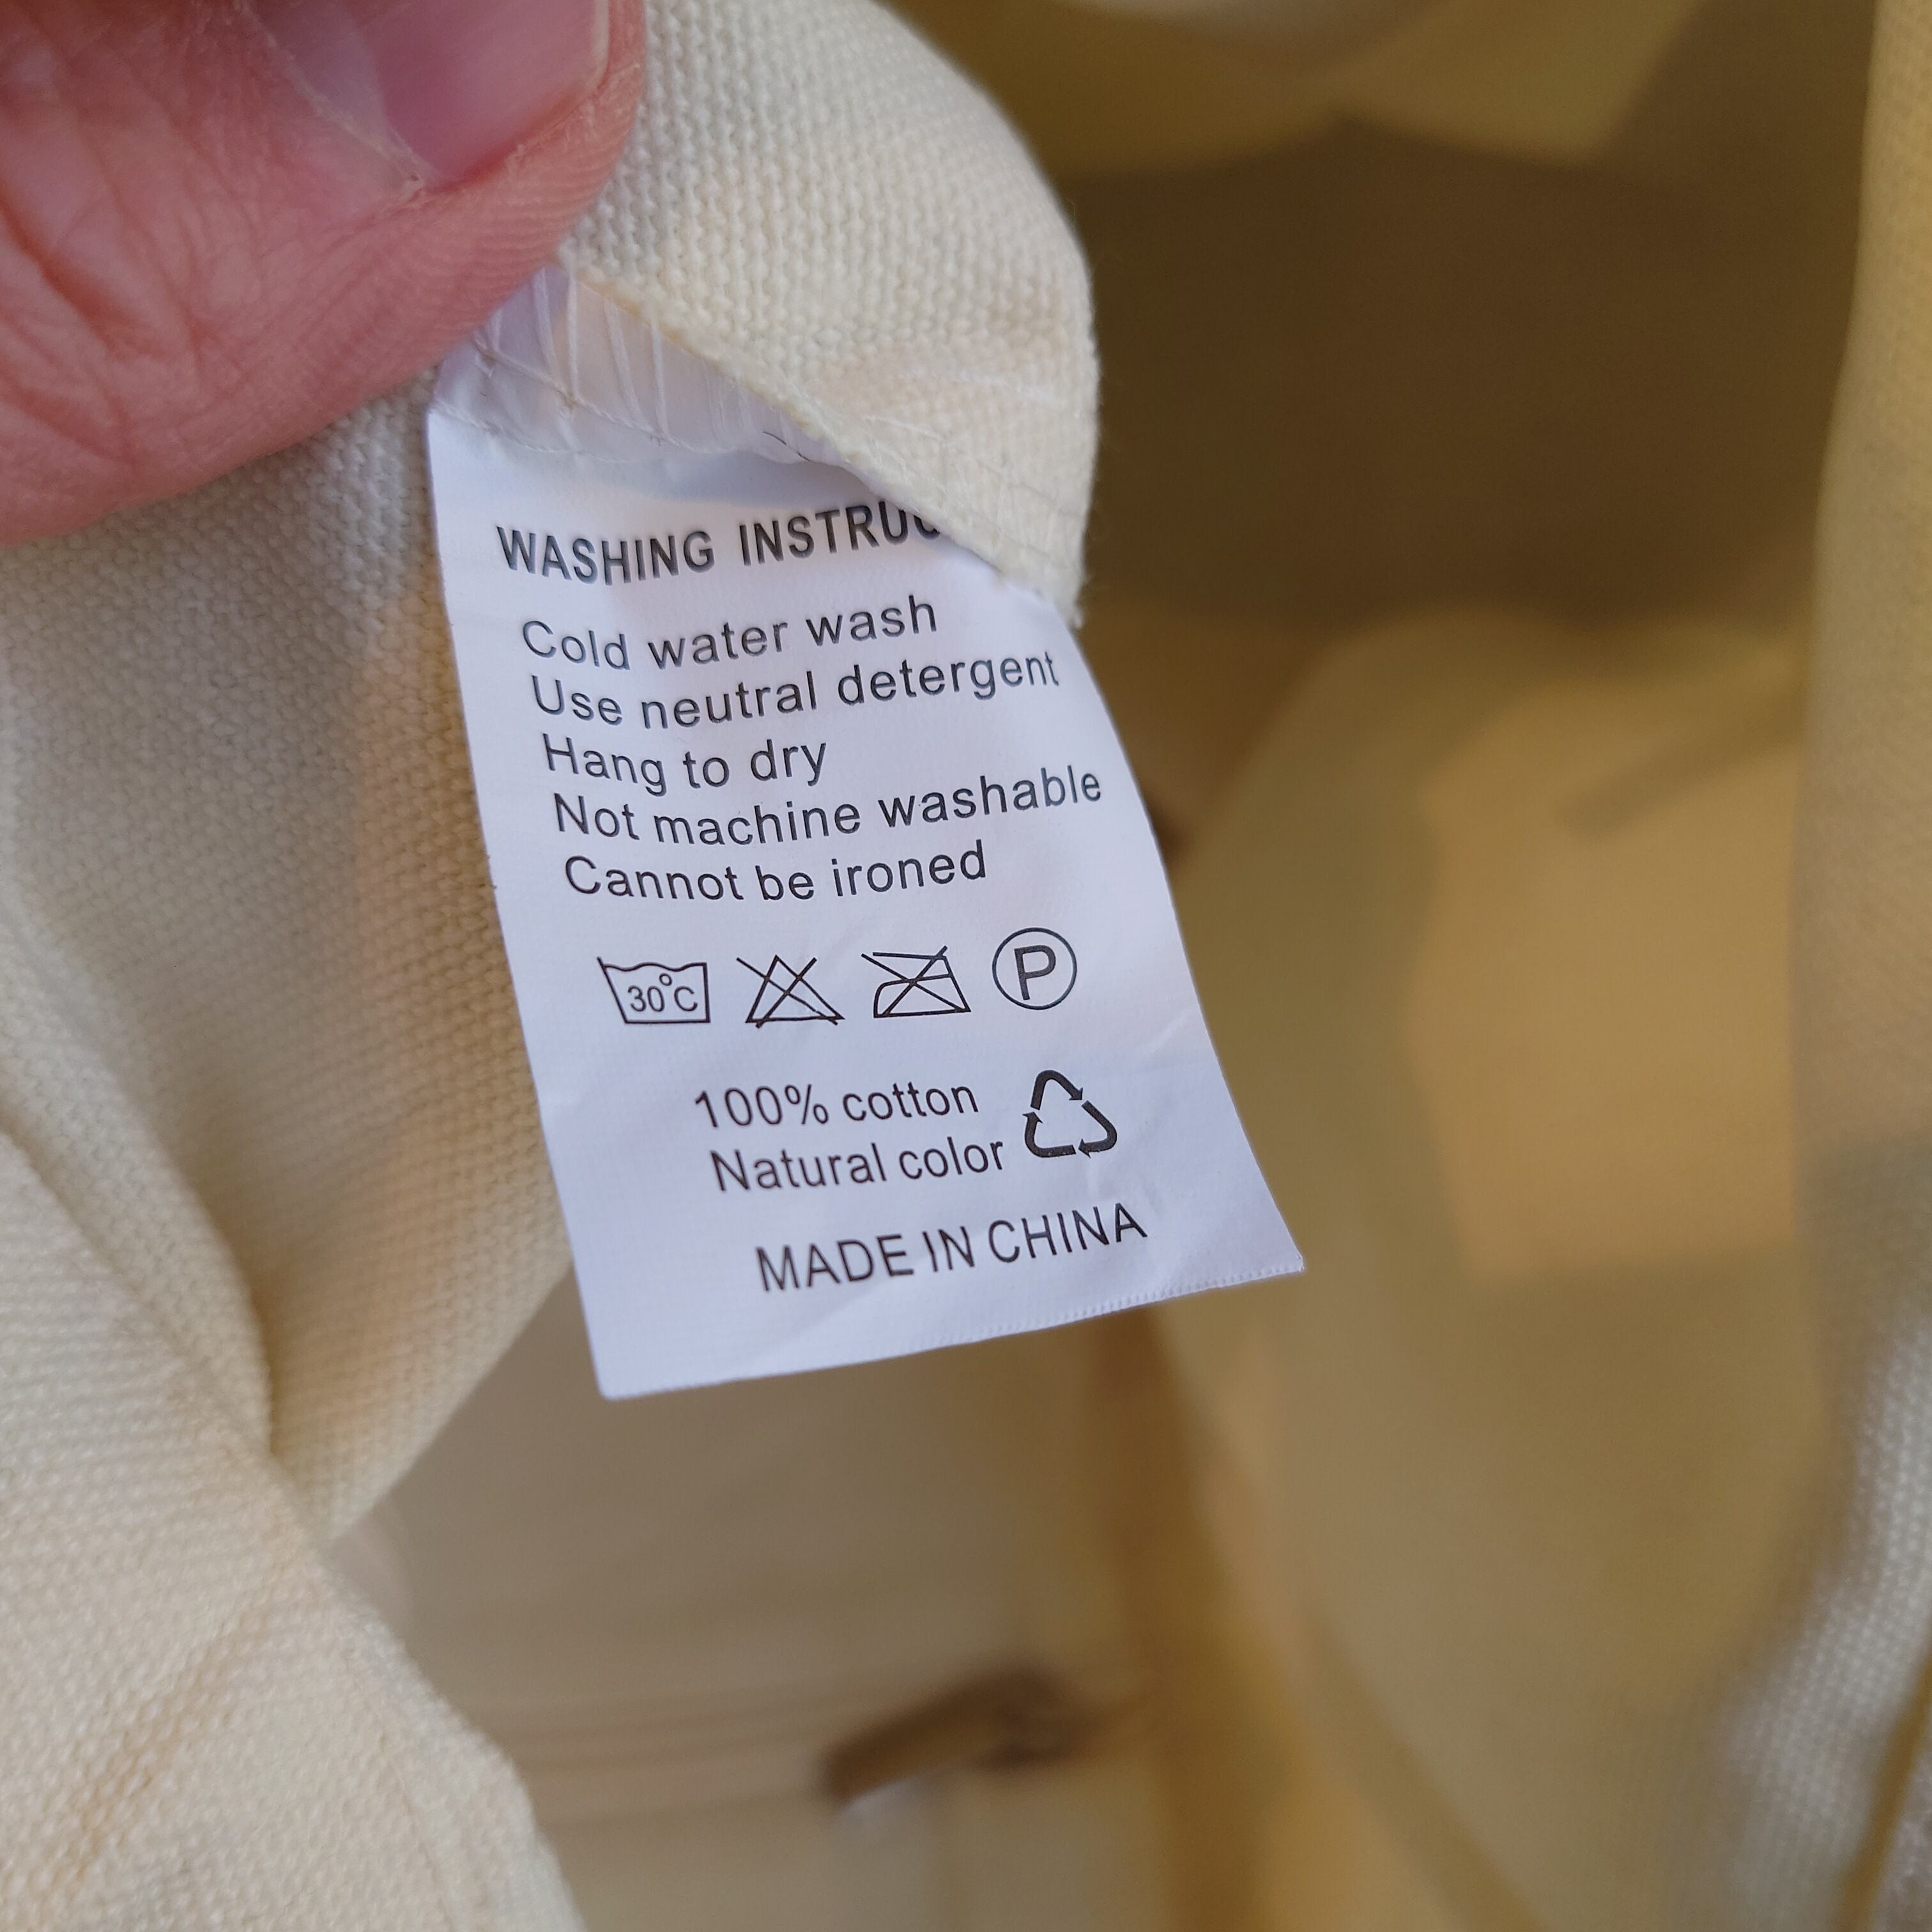 WASHING
Cold water wash
Use neutral detergent
Hang to dry
Not machine washable
Cannot be ironed
30°C P
100% cotton
Natural color
MADE IN CHINA